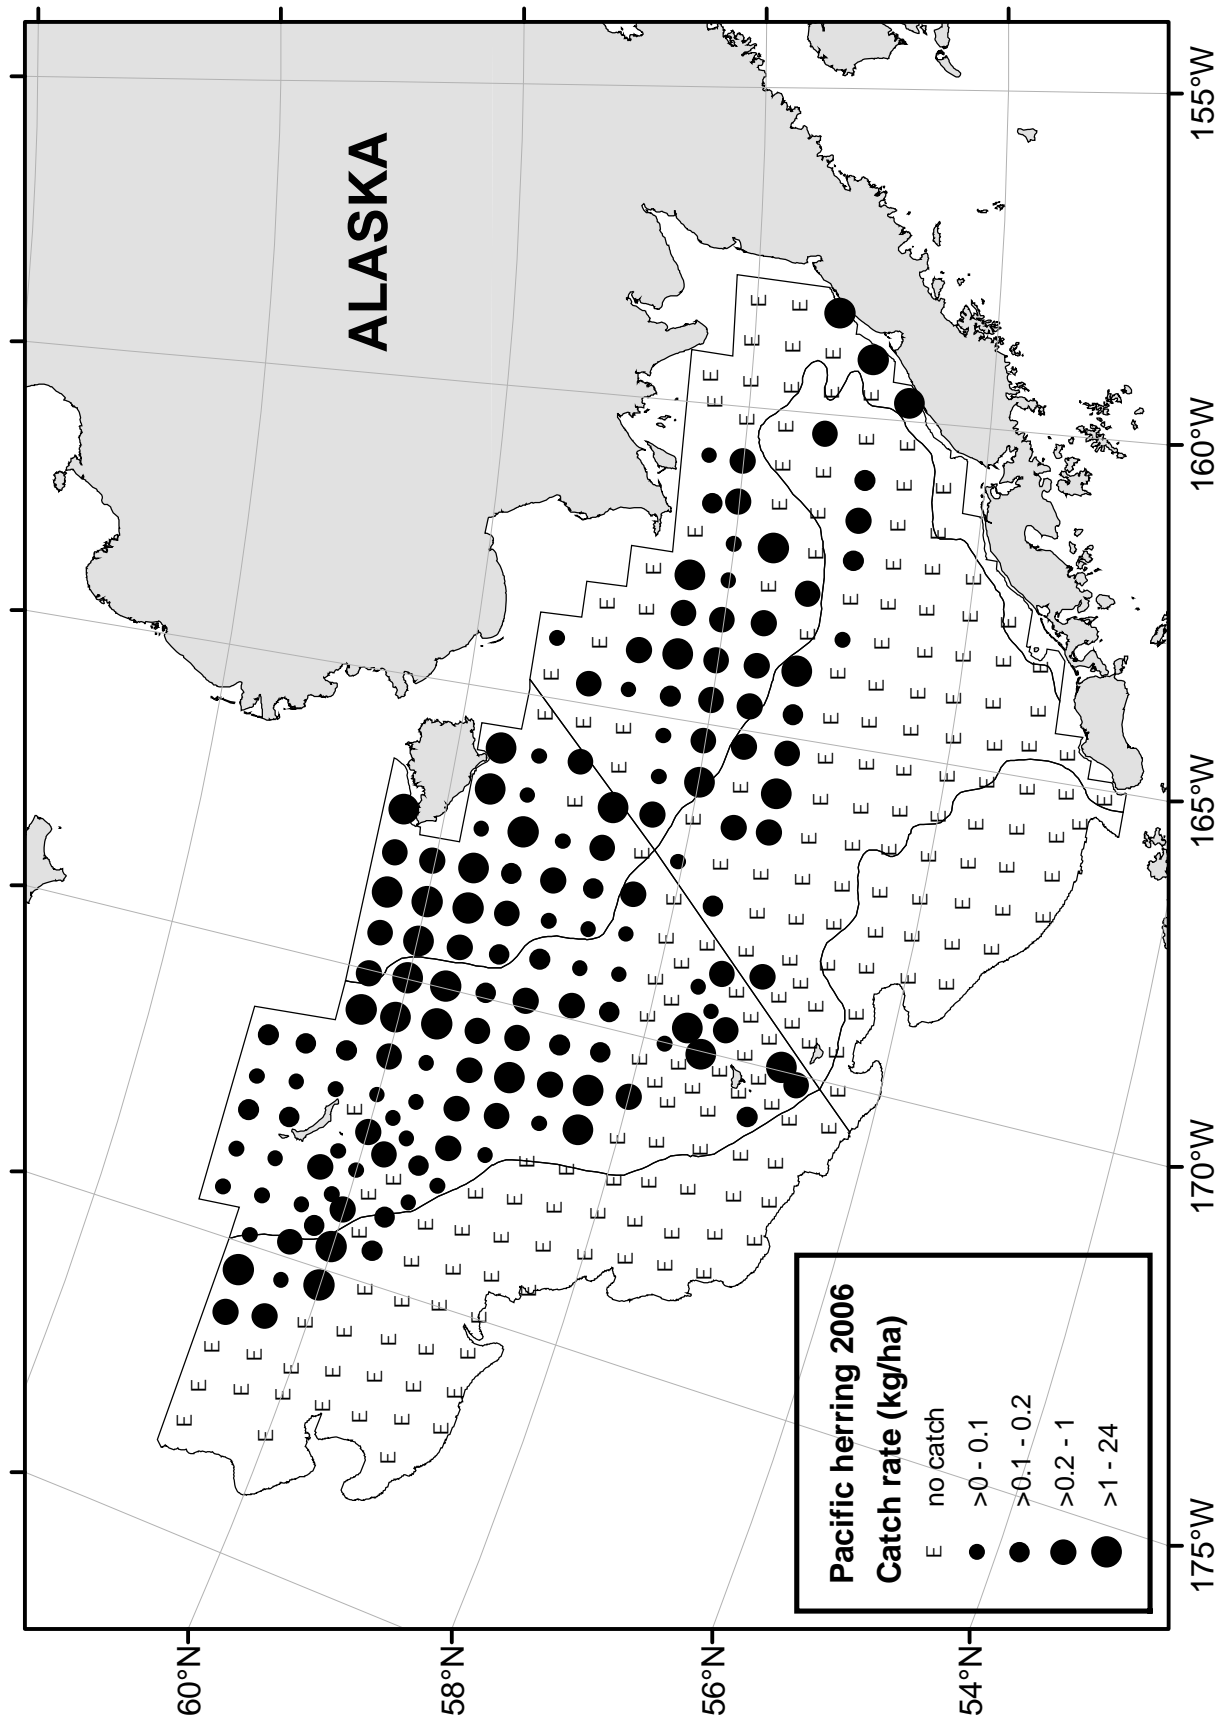 60°N
ALASKA
58°N
56°N
Pacific herring 2006
Catch rate (kg/ha)
E no catch
>0 - 0.1
>0.1 - 0.2
>0.2 - 1
>1 - 24
54°N
175°W 170°W 165°W 160°W 155°W